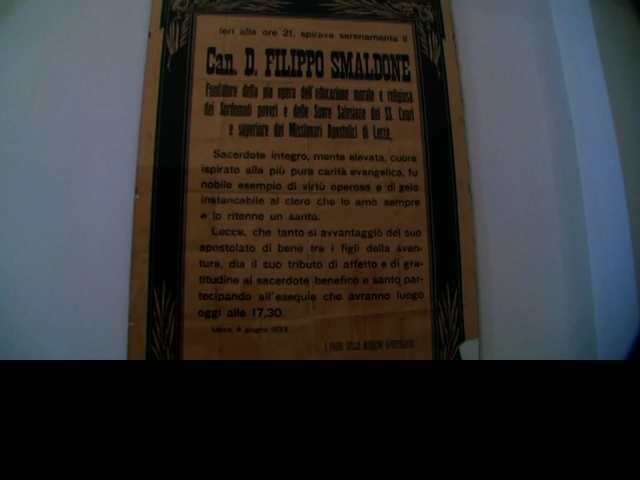 Ieri alle ore 21, spirava serenamente il
Can. D. FILIPPO SMALDONE
Fondatore della pia opera dell'educazione morale e religiosa
dei Sordomuti poveri e delle Suore Salesiane dei SS. Cuori
e superiore dei Missionari Apostolici di Lecce.
Sacerdote integro, mente elevata, cuore
ispirato alla più pura carità evangelica, fu
nobile esempio di virtù operosa e di zelo
instancabile al clero che lo amò sempre
e lo ritenne un santo.
Lecce, che tanto si avvantaggiò del suo
apostolato di bene tra i figli della sven-
tura, dia il suo tributo di affetto e di gra-
titudine al sacerdote benefico e santo par-
tecipando all'esequie che avranno luogo
oggi alle 17,30.
Lecce, 5 giugno 1923.
I PADRI DELLE MISSIONI APOSTOLICHE.